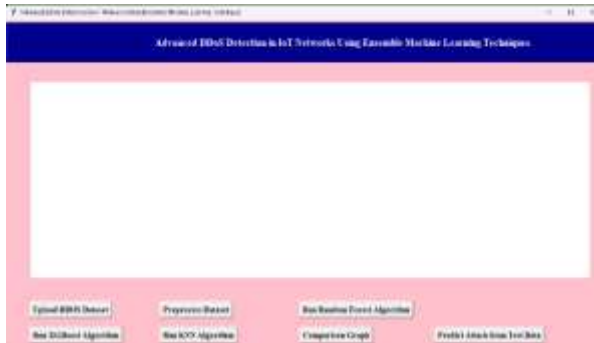 Advanced DDoS Detection in IoT Networks Using Ensemble Machine Learning Techniques
Upload DDOS Dataset
Preprocess Dataset
Run Random Forest Algorithm
Run XGBoost Algorithm
Run KNN Algorithm
Comparison Graph
Predict Attack from Test Data